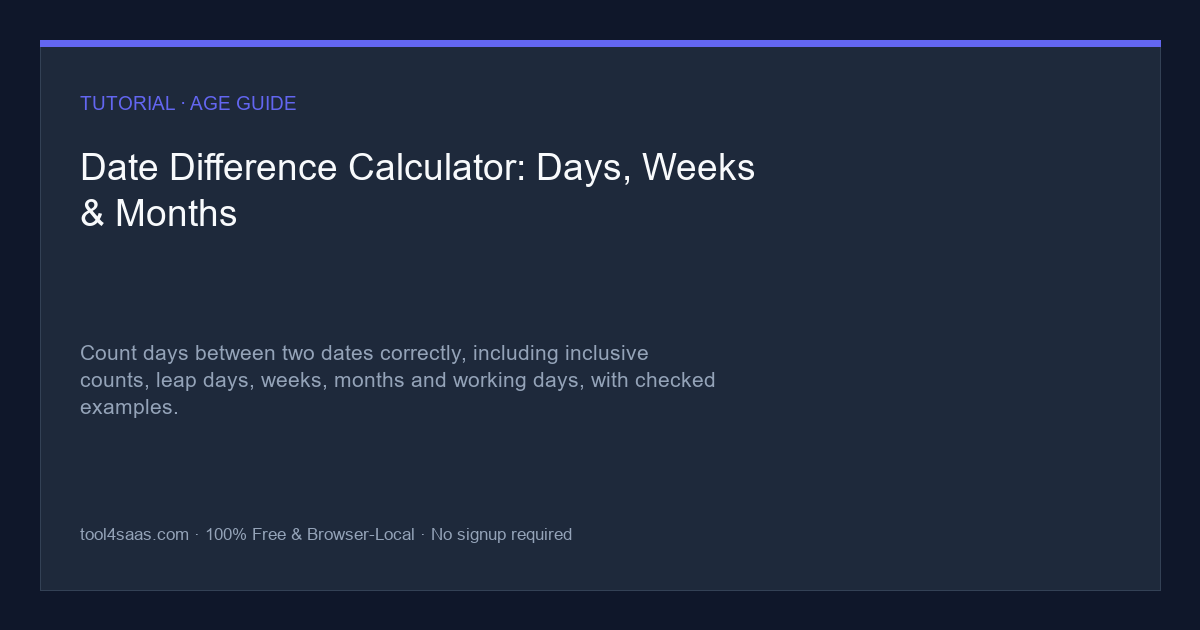 TUTORIAL · AGE GUIDE
Date Difference Calculator: Days, Weeks
& Months
Count days between two dates correctly, including inclusive
counts, leap days, weeks, months and working days, with checked
examples.
tool4saas.com · 100% Free & Browser-Local · No signup required